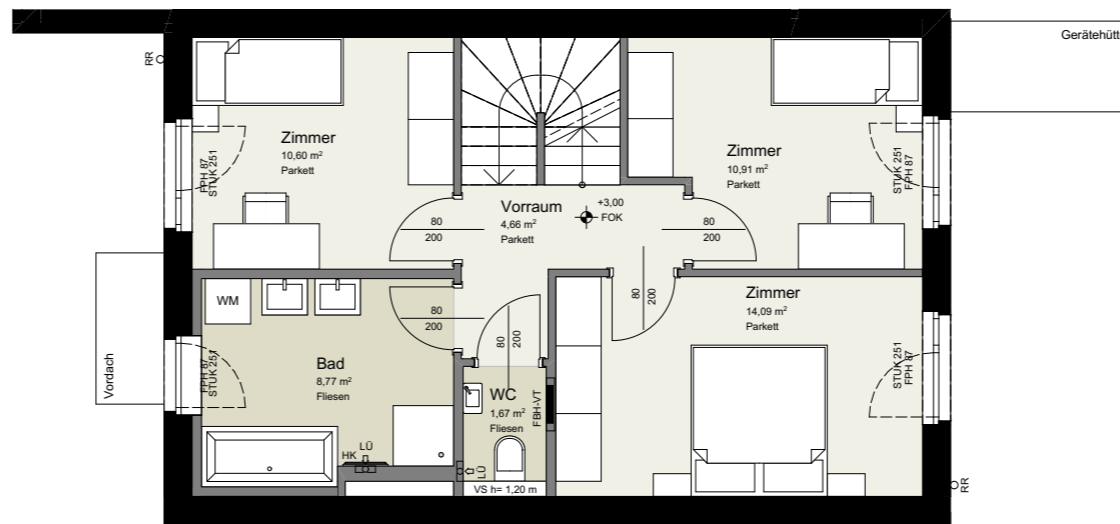 Gerätehütt
RR
Zimmer
10,60 m²
Parkett
FPH 87
STUK 251
Zimmer
10,91 m²
Parkett
STUK 251
FPH 87
Vorraum
4,66 m²
Parkett
+3,00
FOK
80
200
80
200
80
200
80
200
80
200
WM
Bad
8,77 m²
Fliesen
FPH 87
STUK 251
Vordach
HK
LÜ
WC
1,67 m²
Fliesen
LÜ
VS h= 1,20 m
FBH-VT
Zimmer
14,09 m²
Parkett
STUK 251
FPH 87
RR